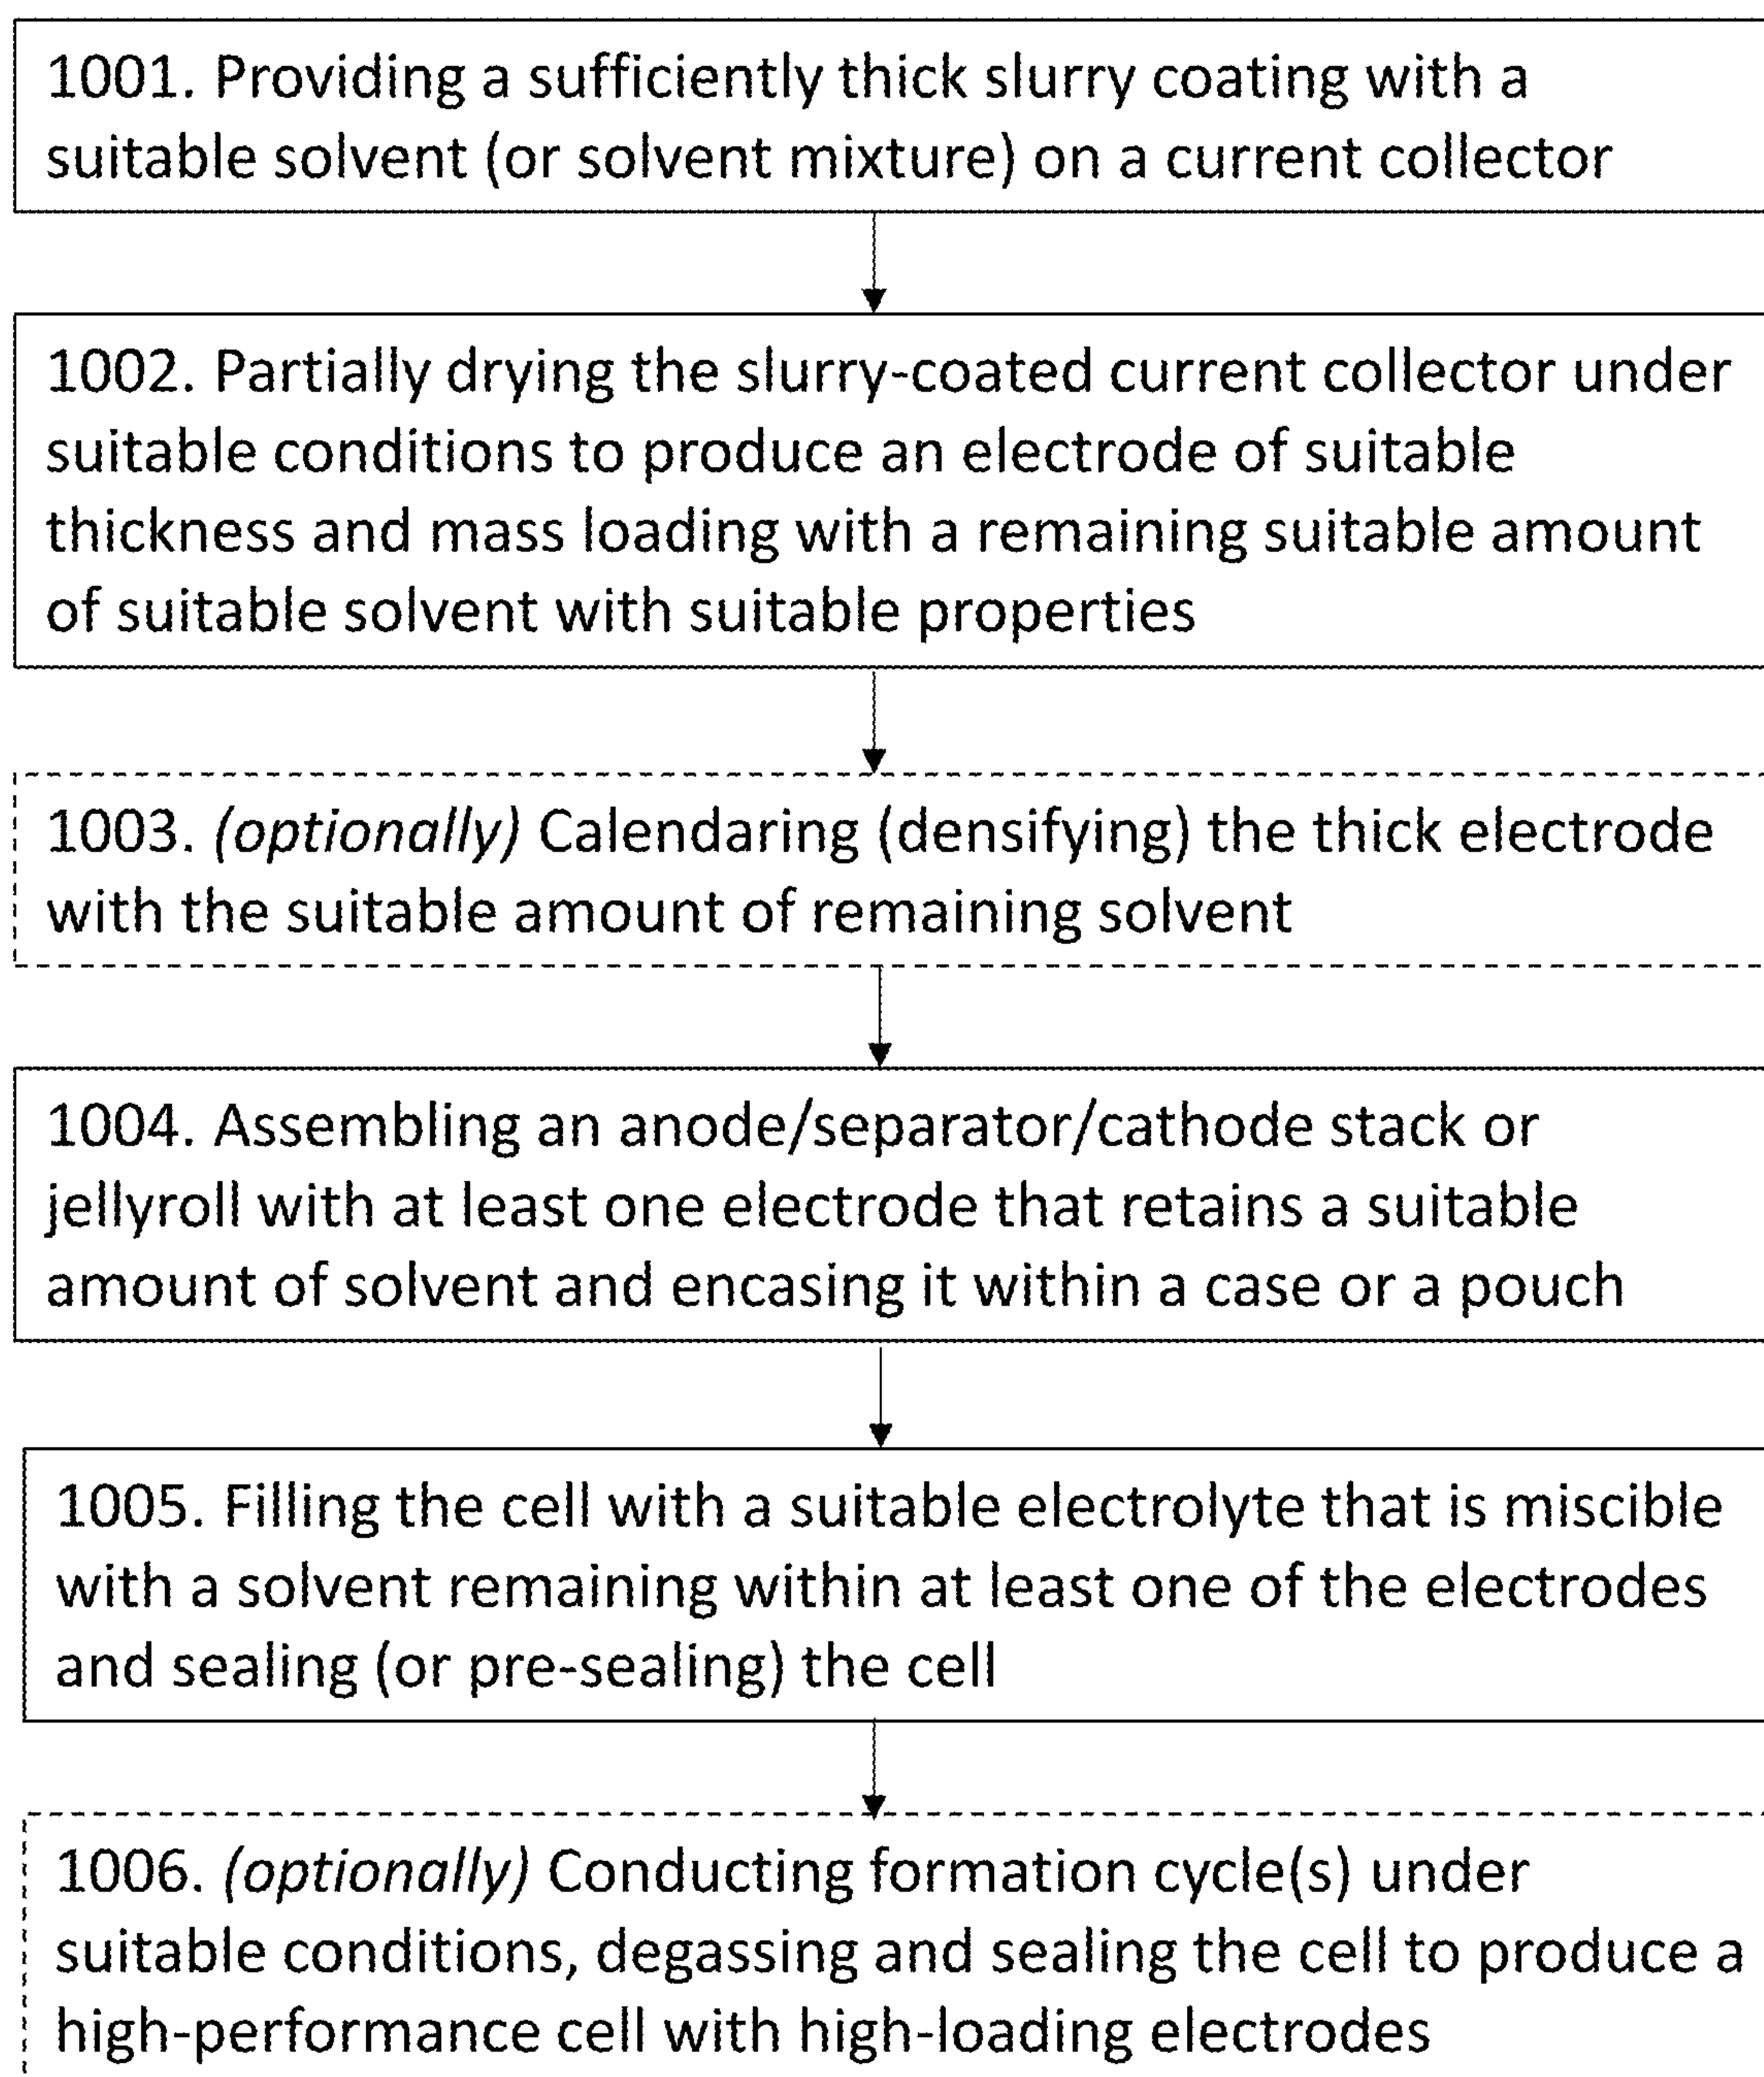 1001. Providing a sufficiently thick slurry coating with a
suitable solvent (or solvent mixture) on a current collector
1002. Partially drying the slurry-coated current collector under
suitable conditions to produce an electrode of suitable
thickness and mass loading with a remaining suitable amount
of suitable solvent with suitable properties
1003. (optionally) Calendaring (densifying) the thick electrode
with the suitable amount of remaining solvent
1004. Assembling an anode/separator/cathode stack or
jellyroll with at least one electrode that retains a suitable
amount of solvent and encasing it within a case or a pouch
1005. Filling the cell with a suitable electrolyte that is miscible
with a solvent remaining within at least one of the electrodes
and sealing (or pre-sealing) the cell
1006. (optionally) Conducting formation cycle(s) under
suitable conditions, degassing and sealing the cell to produce a
high-performance cell with high-loading electrodes